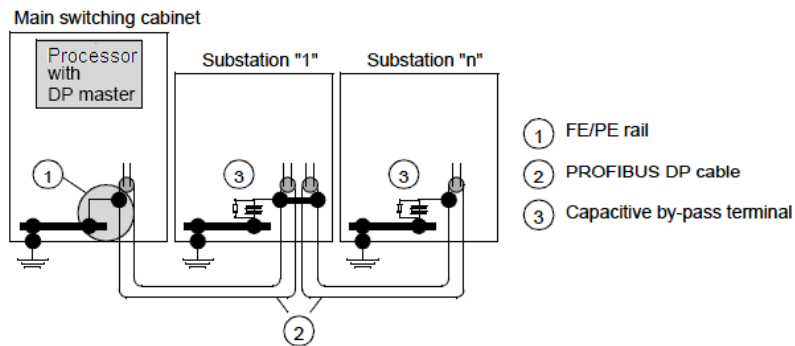 Main switching cabinet
Processor
with
DP master
Substation "1"
Substation "n"
1
3
3
2
1 FE/PE rail
2 PROFIBUS DP cable
3 Capacitive by-pass terminal